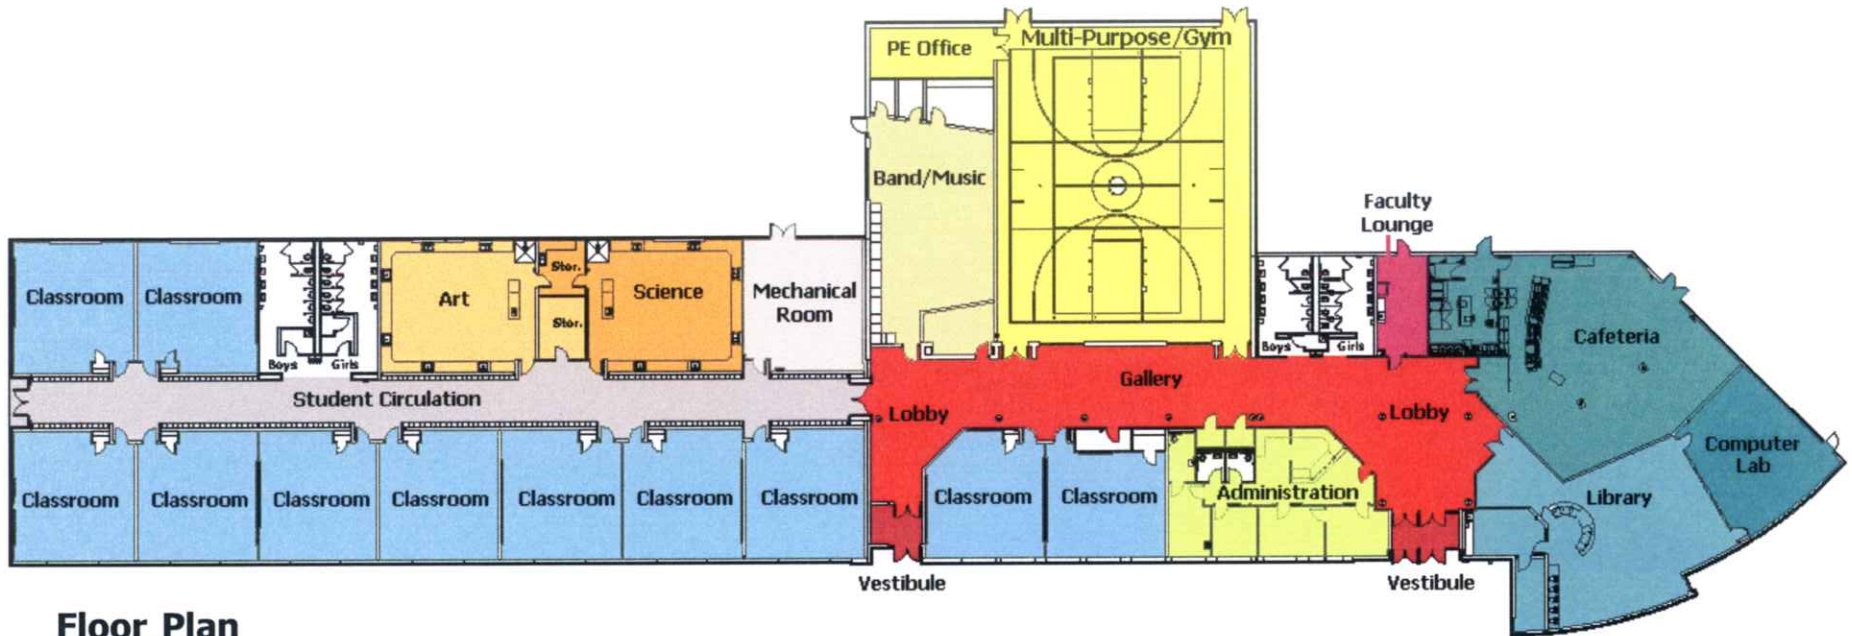 PE Office
Multi-Purpose/Gym
Band/Music
Faculty
Lounge
Classroom
Classroom
Boys
Girls
Art
Stor.
Stor.
Science
Mechanical
Room
Boys
Girls
Cafeteria
Student Circulation
Lobby
Gallery
Lobby
Computer
Lab
Classroom
Classroom
Classroom
Classroom
Classroom
Classroom
Classroom
Classroom
Classroom
Administration
Library
Vestibule
Vestibule
Floor Plan